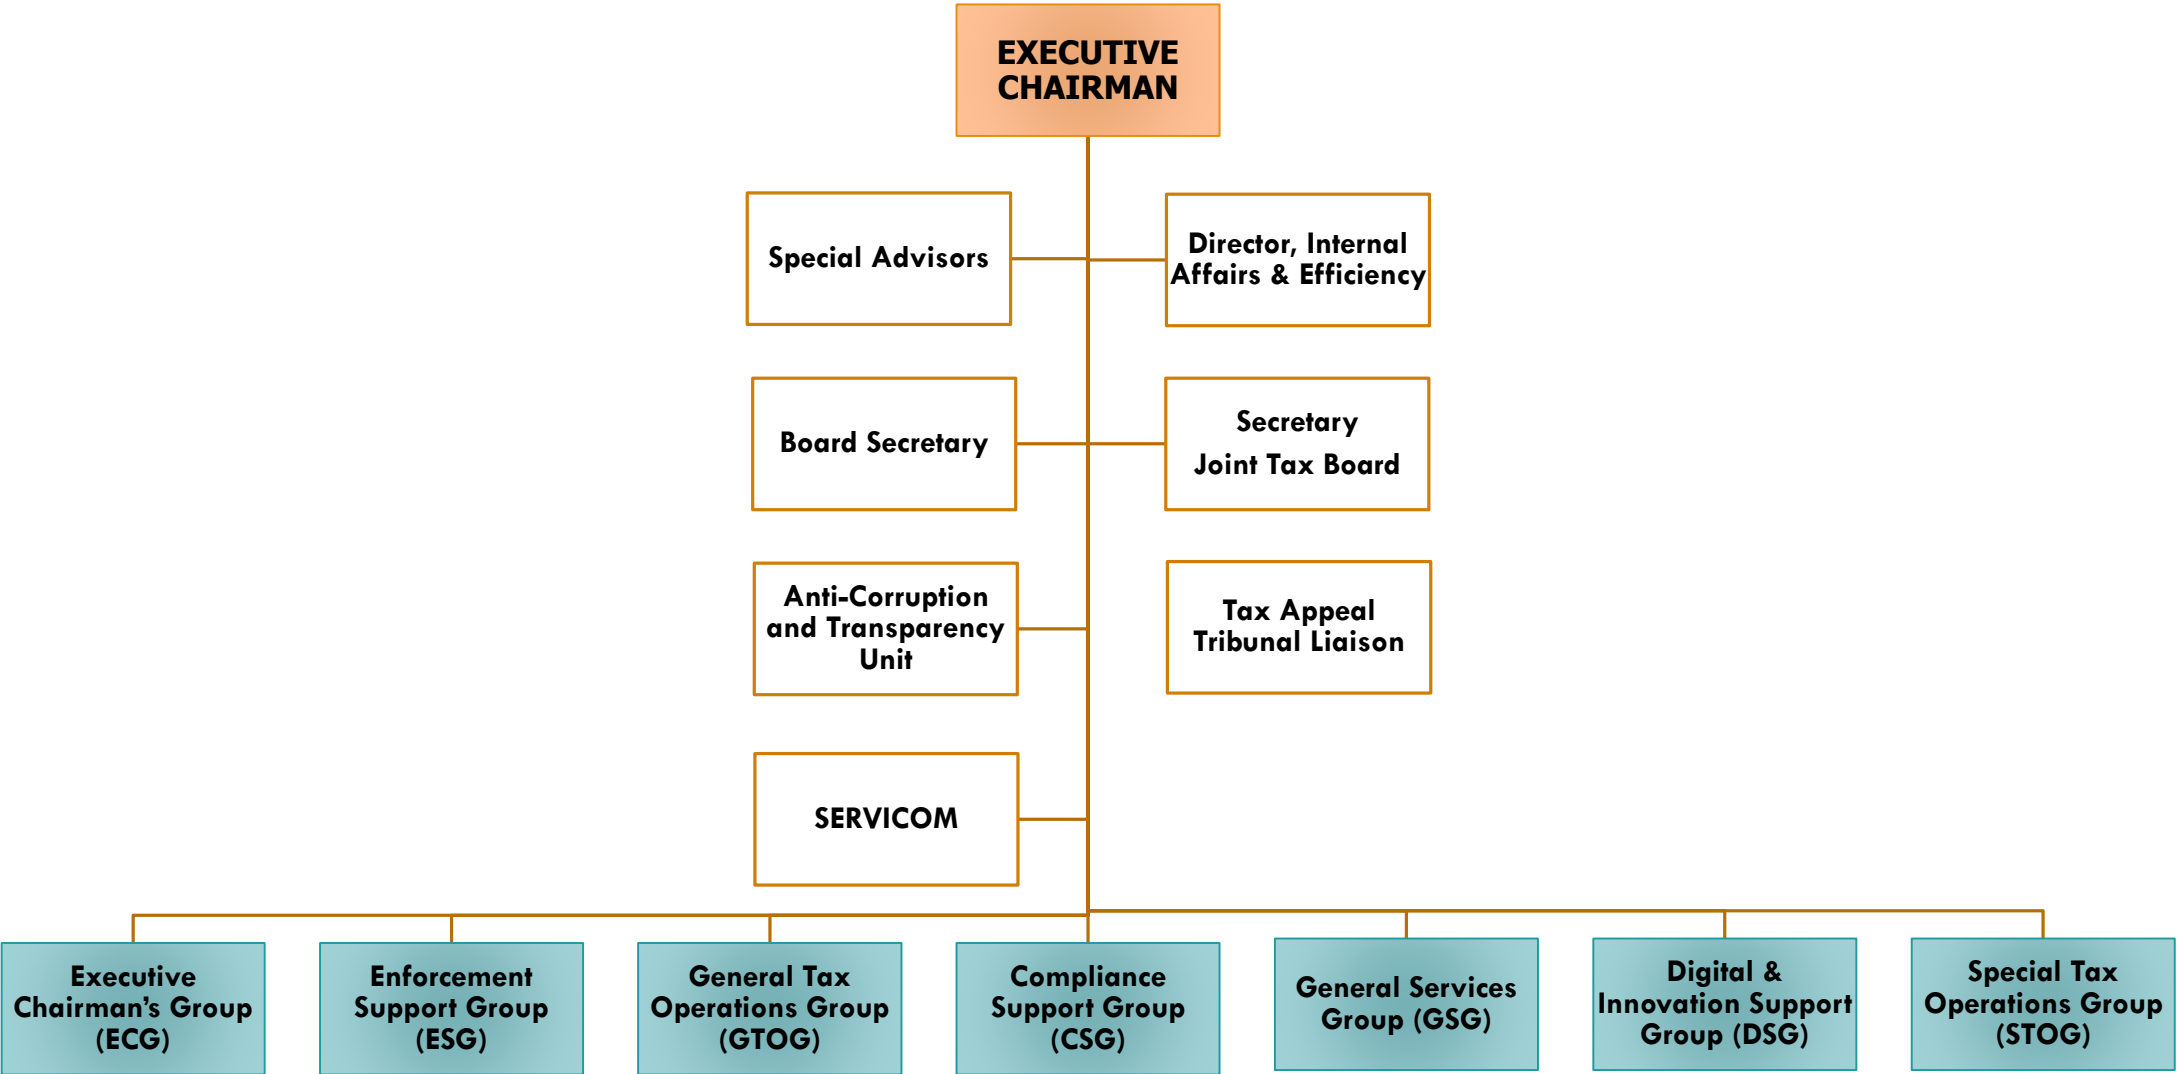 EXECUTIVE
CHAIRMAN
Special Advisors
Director, Internal
Affairs & Efficiency
Board Secretary
Secretary
Joint Tax Board
Anti-Corruption
and Transparency
Unit
Tax Appeal
Tribunal Liaison
SERVICOM
Executive
Chairman’s Group
(ECG)
Enforcement
Support Group
(ESG)
General Tax
Operations Group
(GTOG)
Compliance
Support Group
(CSG)
General Services
Group (GSG)
Digital &
Innovation Support
Group (DSG)
Special Tax
Operations Group
(STOG)